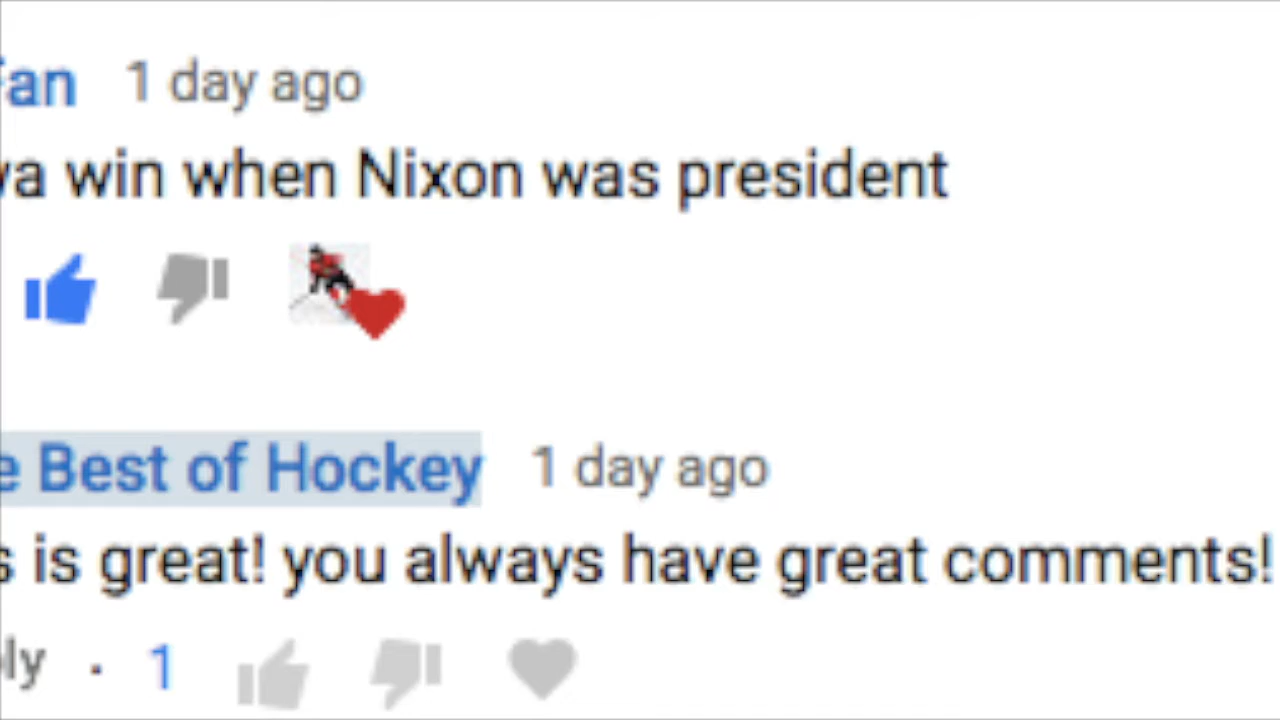 Fan 1 day ago
wa win when Nixon was president
e Best of Hockey 1 day ago
s is great! you always have great comments!
ply · 1